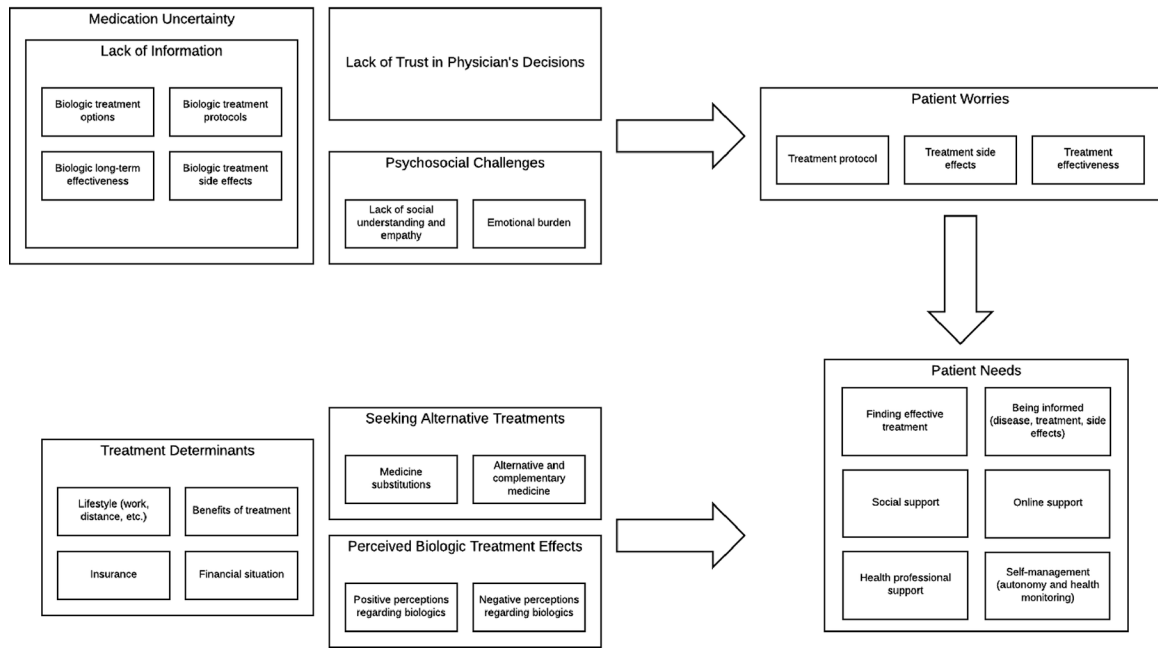 Medication Uncertainty
Lack of Information
Biologic treatment
options
Biologic treatment
protocols
Biologic long-term
effectiveness
Biologic treatment
side effects
Lack of Trust in Physician's Decisions
Psychosocial Challenges
Lack of social
understanding and
empathy
Emotional burden
Patient Worries
Treatment protocol
Treatment side
effects
Treatment
effectiveness
Treatment Determinants
Lifestyle (work,
distance, etc.)
Benefits of treatment
Insurance
Financial situation
Seeking Alternative Treatments
Medicine
substitutions
Alternative and
complementary
medicine
Perceived Biologic Treatment Effects
Positive perceptions
regarding biologics
Negative perceptions
regarding biologics
Patient Needs
Finding effective
treatment
Being informed
(disease, treatment, side
effects)
Social support
Online support
Health professional
support
Self-management
(autonomy and health
monitoring)